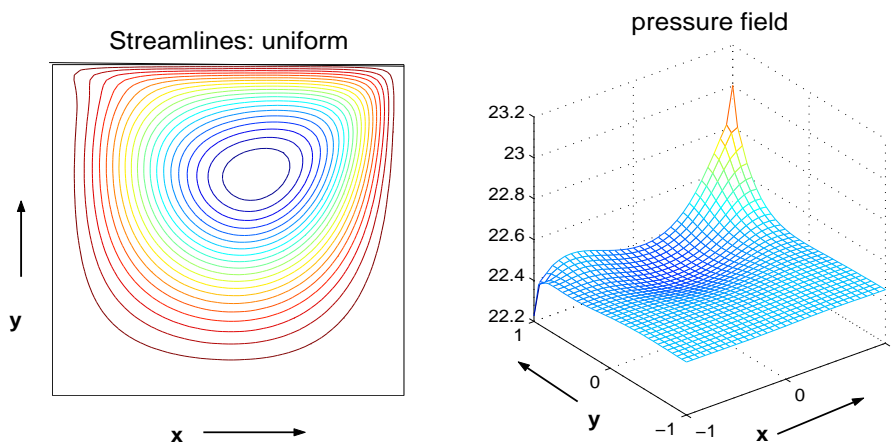 Streamlines: uniform
y
x
pressure field
23.2
23
22.8
22.6
22.4
22.2
1
0
−1
−1
0
y
x